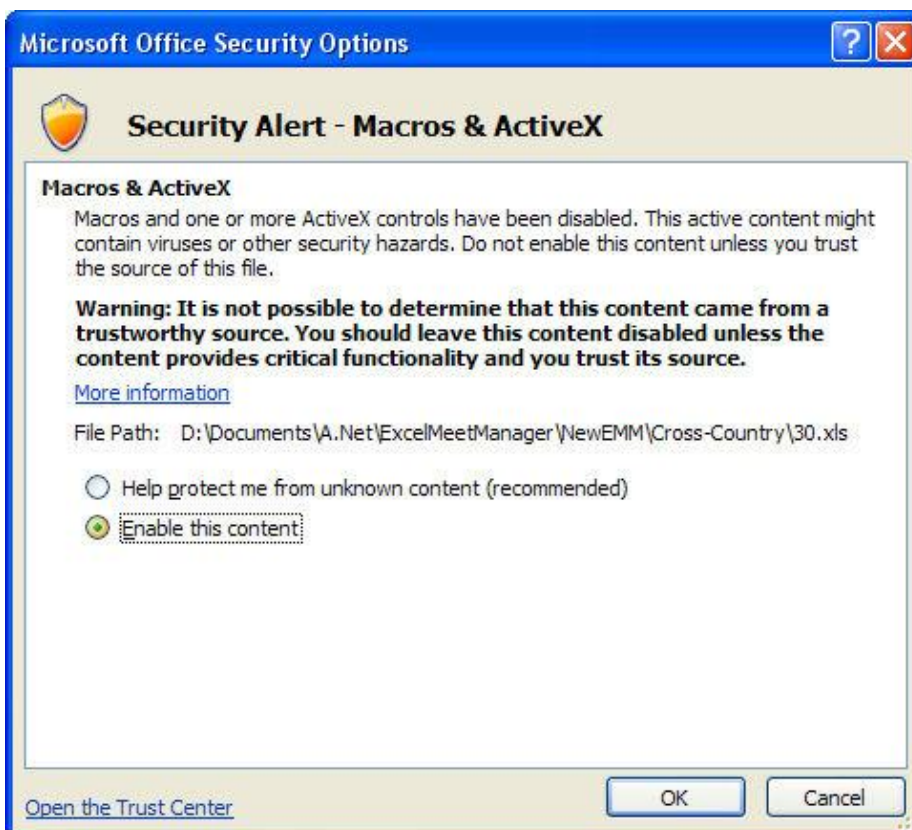 Microsoft Office Security Options
Security Alert - Macros & ActiveX
Macros & ActiveX
Macros and one or more ActiveX controls have been disabled. This active content might
contain viruses or other security hazards. Do not enable this content unless you trust
the source of this file.
Warning: It is not possible to determine that this content came from a
trustworthy source. You should leave this content disabled unless the
content provides critical functionality and you trust its source.
More information
File Path: D:\Documents\A.Net\ExcelMeetManager\NewEMM\Cross-Country\30.xls
Help protect me from unknown content (recommended)
Enable this content
Open the Trust Center
OK
Cancel